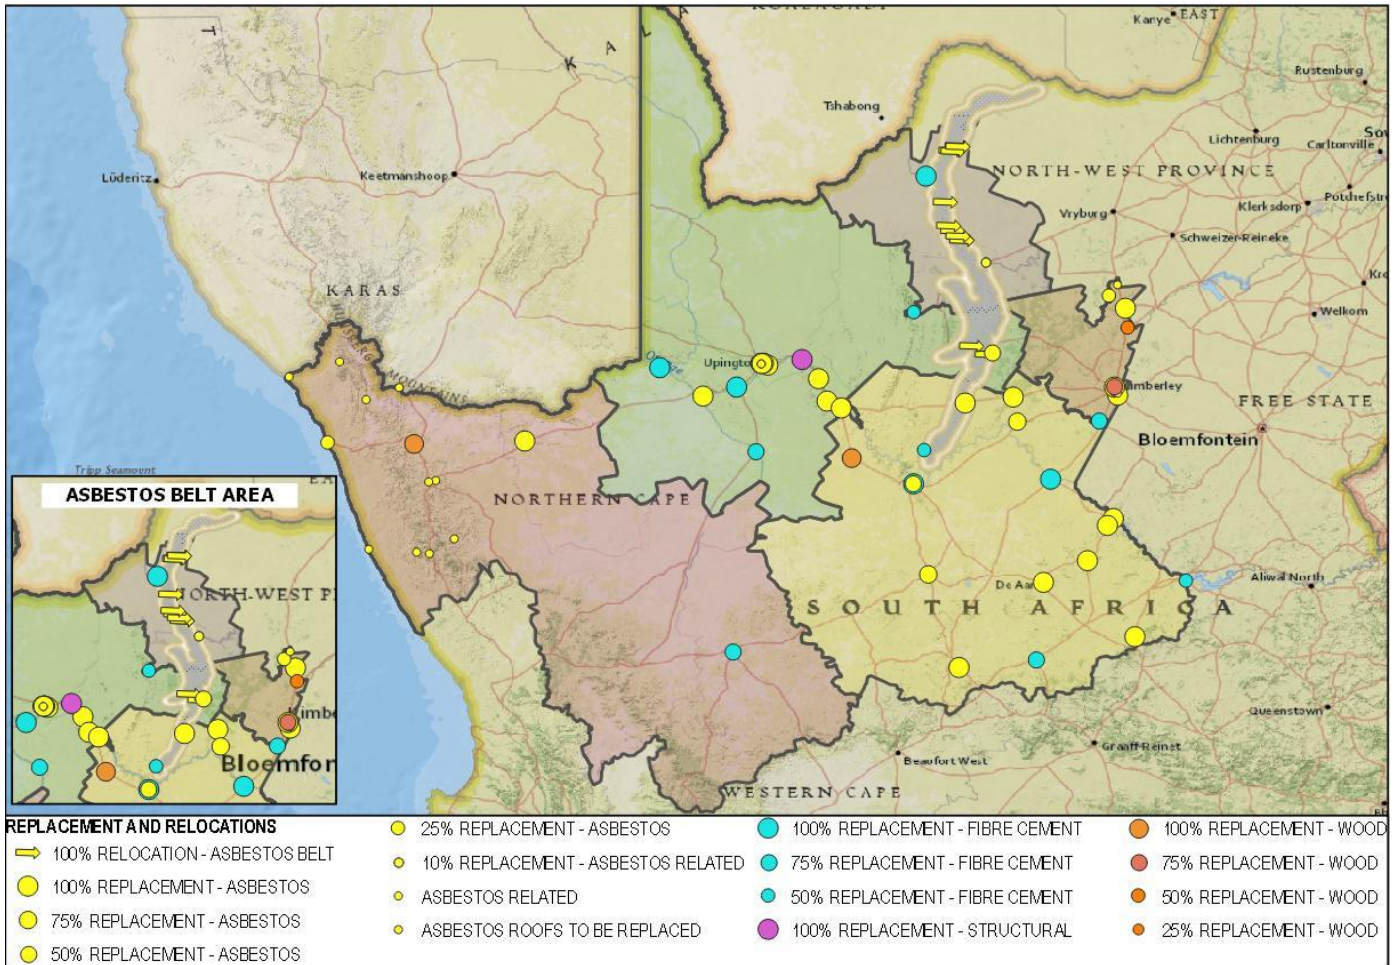 KANYE EAST
Rustenburg
Tshabong
Lichtenburg
Carltonville
NORTH-WEST PROVINCE
Lüderitz
Keetmanshoop
Klerksdorp
Vryburg
Schweizer-Reineke
KARAS
Welkom
Orange
Upington
MOUNTAINS
FREE STATE
Bloemfontein
Tripp Seamount
NORTHERN CAPE
De Aar
Aliwal North
SOUTH AFRICA
Queenstown
Graaff-Reinet
Beaufort West
WESTERN CAPE
ASBESTOS BELT AREA
REPLACEMENT AND RELOCATIONS
100% RELOCATION - ASBESTOS BELT
100% REPLACEMENT - ASBESTOS
75% REPLACEMENT - ASBESTOS
50% REPLACEMENT - ASBESTOS
25% REPLACEMENT - ASBESTOS
10% REPLACEMENT - ASBESTOS RELATED
ASBESTOS RELATED
ASBESTOS ROOFS TO BE REPLACED
100% REPLACEMENT - FIBRE CEMENT
75% REPLACEMENT - FIBRE CEMENT
50% REPLACEMENT - FIBRE CEMENT
100% REPLACEMENT - STRUCTURAL
100% REPLACEMENT - WOOD
75% REPLACEMENT - WOOD
50% REPLACEMENT - WOOD
25% REPLACEMENT - WOOD